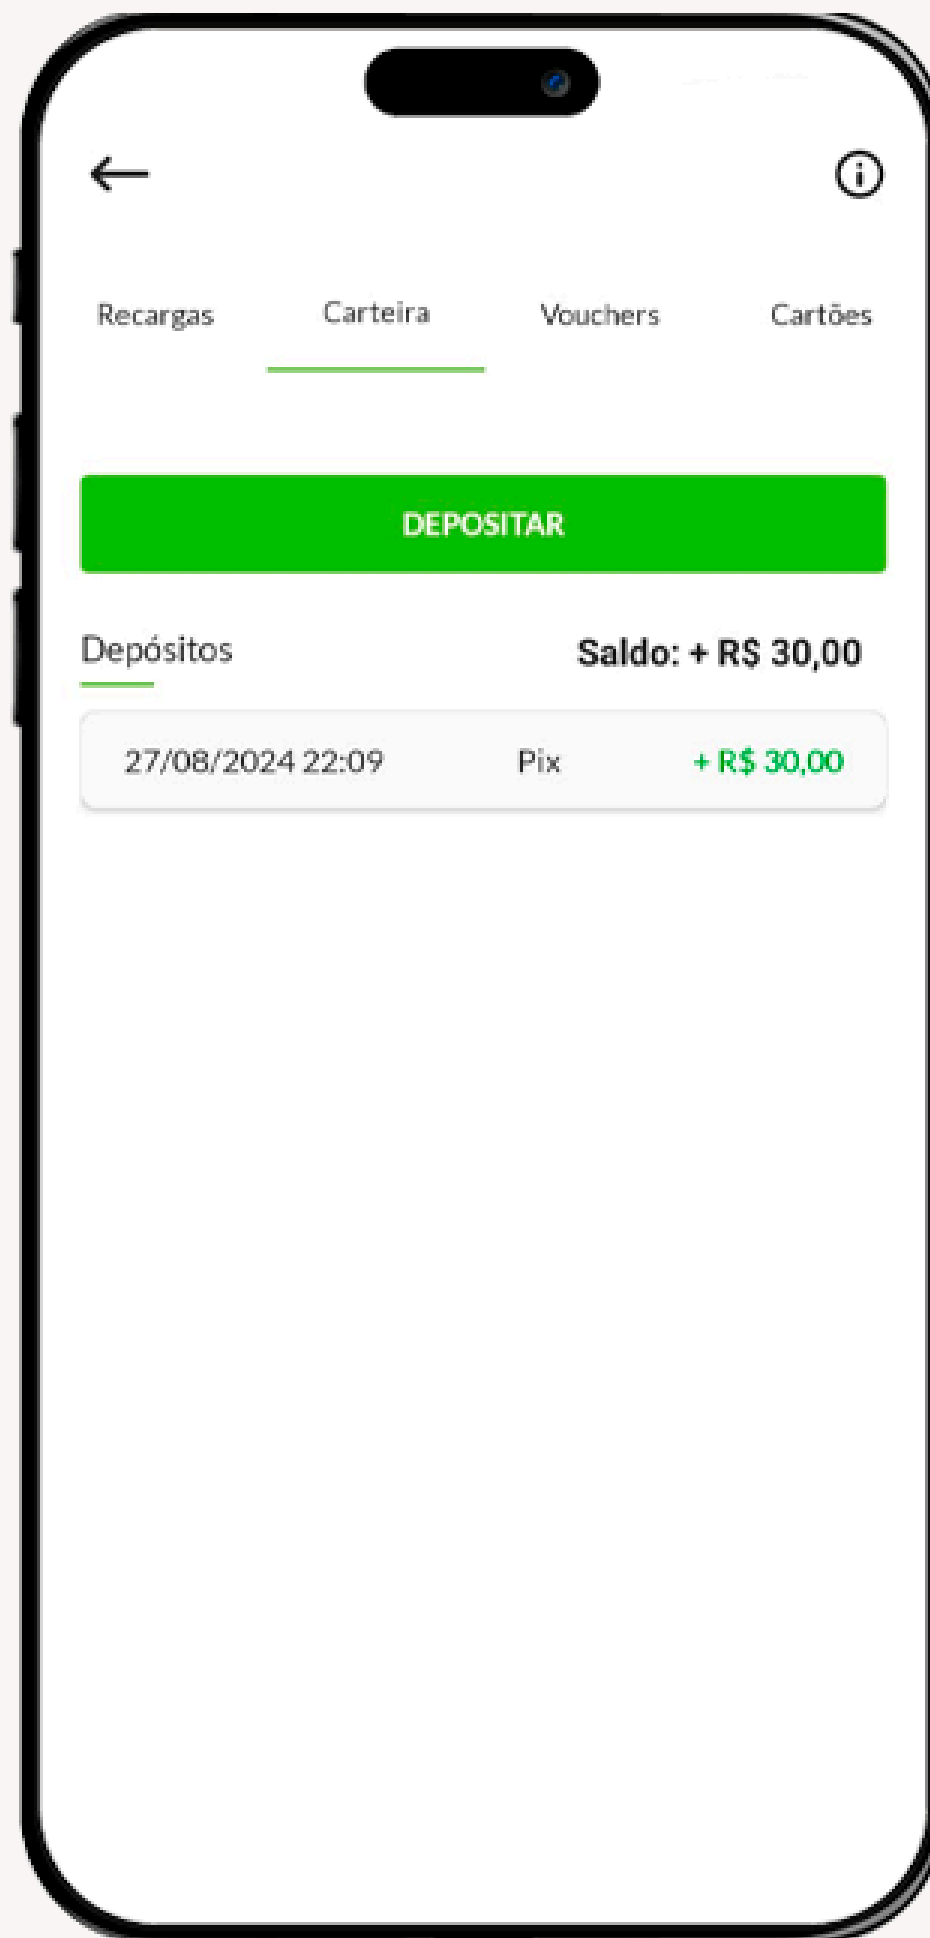 Recargas Carteira Vouchers Cartões
DEPOSITAR
Depósitos Saldo: + R$ 30,00
27/08/2024 22:09 Pix + R$ 30,00